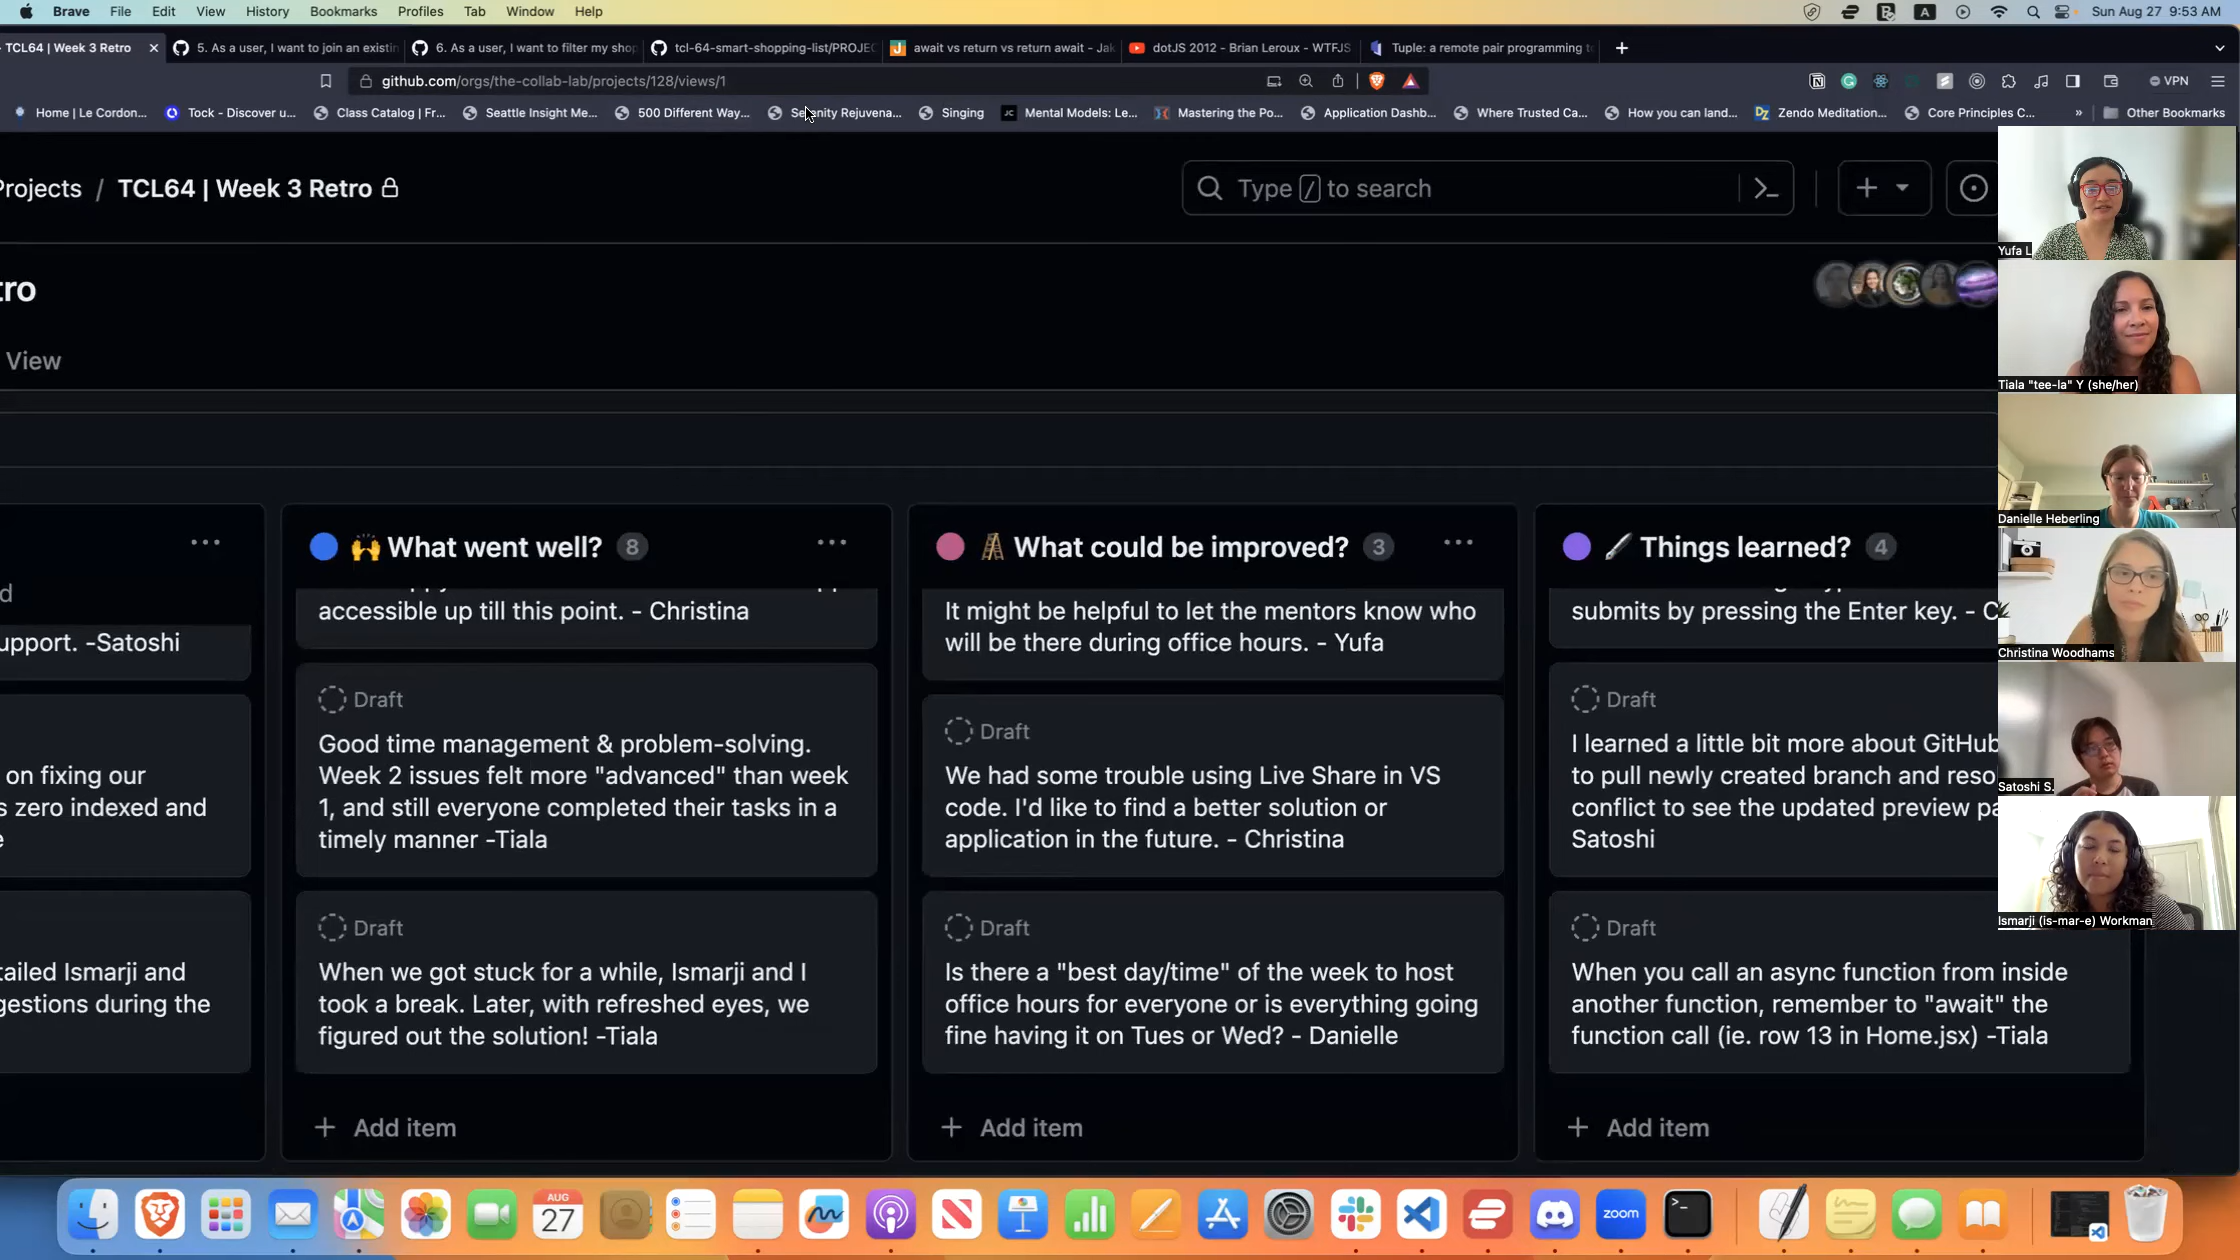 Brave File Edit View History Bookmarks Profiles Tab Window Help
A
Sun Aug 27 9:53 AM
TCL64 | Week 3 Retro
5. As a user, I want to join an existin
6. As a user, I want to filter my shop
tcl-64-smart-shopping-list/PROJEC
await vs return vs return await - Jak
dotJS 2012 - Brian Leroux - WTFJS
Tuple: a remote pair programming to
github.com/orgs/the-collab-lab/projects/128/views/1
VPN
Home | Le Cordon...
Tock - Discover u...
Class Catalog | Fr...
Seattle Insight Me...
500 Different Way...
Serenity Rejuvena...
Singing
Mental Models: Le...
Mastering the Po...
Application Dashb...
Where Trusted Ca...
How you can land...
Zendo Meditation...
Core Principles C...
»
Other Bookmarks
Projects / TCL64 | Week 3 Retro
Type / to search
tro
View
d
upport. -Satoshi
on fixing our
s zero indexed and
e
tailed Ismarji and
gestions during the
🙌 What went well? 8
accessible up till this point. - Christina
Draft
Good time management & problem-solving.
Week 2 issues felt more "advanced" than week
1, and still everyone completed their tasks in a
timely manner -Tiala
Draft
When we got stuck for a while, Ismarji and I
took a break. Later, with refreshed eyes, we
figured out the solution! -Tiala
+ Add item
🪜 What could be improved? 3
It might be helpful to let the mentors know who
will be there during office hours. - Yufa
Draft
We had some trouble using Live Share in VS
code. I'd like to find a better solution or
application in the future. - Christina
Draft
Is there a "best day/time" of the week to host
office hours for everyone or is everything going
fine having it on Tues or Wed? - Danielle
+ Add item
🖌 Things learned? 4
submits by pressing the Enter key. - C
Draft
I learned a little bit more about GitHub
to pull newly created branch and reso
conflict to see the updated preview pa
Satoshi
Draft
When you call an async function from inside
another function, remember to "await" the
function call (ie. row 13 in Home.jsx) -Tiala
+ Add item
Yufa L
Tiala "tee-la" Y (she/her)
Danielle Heberling
Christina Woodhams
Satoshi S.
Ismarji (is-mar-e) Workman
AUG
27
zoom